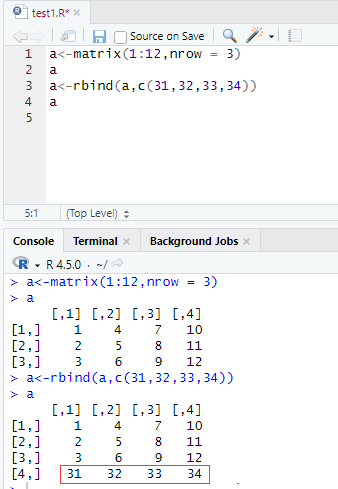 test1.R*
Source on Save
1 a<-matrix(1:12,nrow = 3)
2 a
3 a<-rbind(a,c(31,32,33,34))
4 a
5
5:1 (Top Level)
Console Terminal Background Jobs
R 4.5.0 · ~/
> a<-matrix(1:12,nrow = 3)
> a
     [,1] [,2] [,3] [,4]
[1,]    1    4    7   10
[2,]    2    5    8   11
[3,]    3    6    9   12
> a<-rbind(a,c(31,32,33,34))
> a
     [,1] [,2] [,3] [,4]
[1,]    1    4    7   10
[2,]    2    5    8   11
[3,]    3    6    9   12
[4,]   31   32   33   34